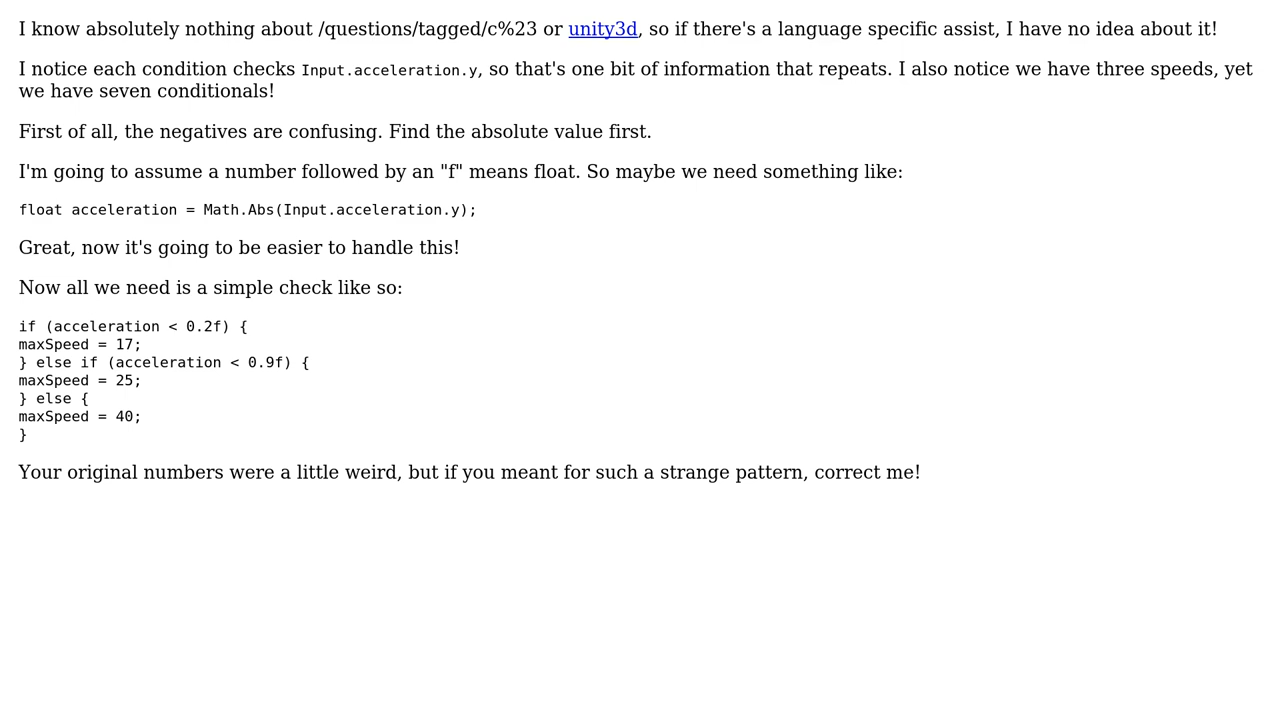 I know absolutely nothing about /questions/tagged/c%23 or unity3d, so if there's a language specific assist, I have no idea about it!
I notice each condition checks Input.acceleration.y, so that's one bit of information that repeats. I also notice we have three speeds, yet
we have seven conditionals!
First of all, the negatives are confusing. Find the absolute value first.
I'm going to assume a number followed by an "f" means float. So maybe we need something like:
float acceleration = Math.Abs(Input.acceleration.y);
Great, now it's going to be easier to handle this!
Now all we need is a simple check like so:
if (acceleration < 0.2f) {
maxSpeed = 17;
} else if (acceleration < 0.9f) {
maxSpeed = 25;
} else {
maxSpeed = 40;
}
Your original numbers were a little weird, but if you meant for such a strange pattern, correct me!